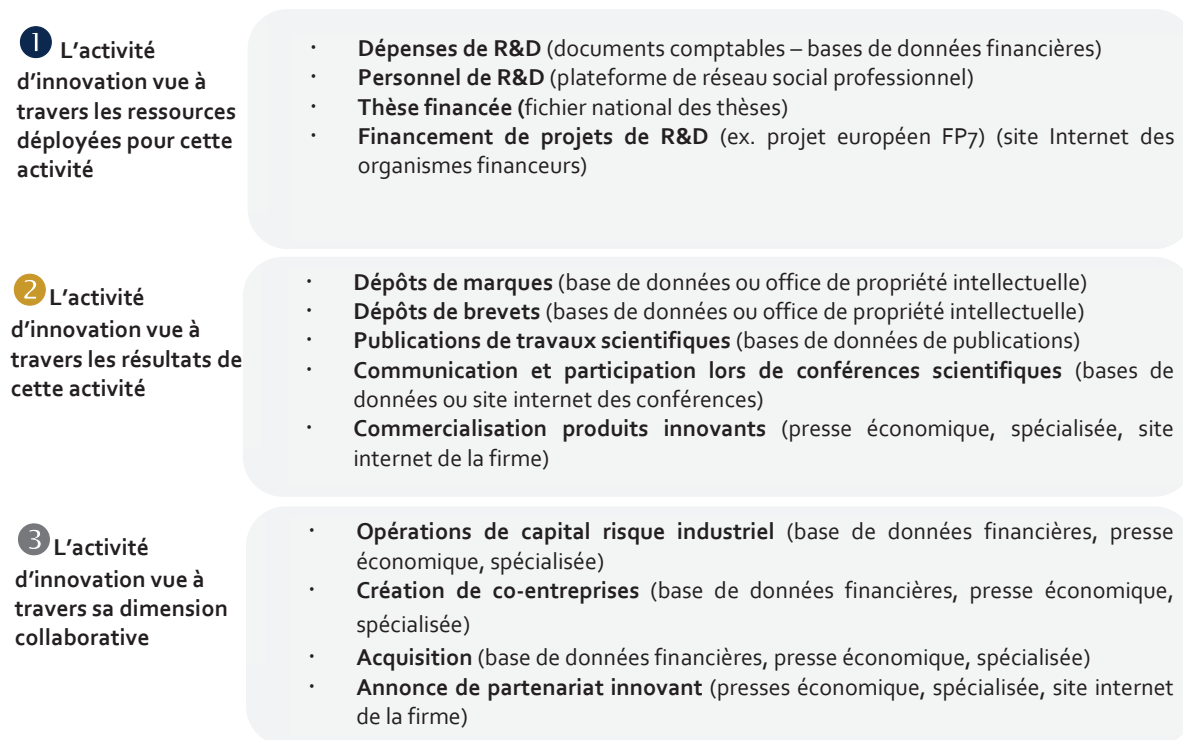 ❶ L'activité
d'innovation vue à
travers les ressources
déployées pour cette
activité
· Dépenses de R&D (documents comptables – bases de données financières)
· Personnel de R&D (plateforme de réseau social professionnel)
· Thèse financée (fichier national des thèses)
· Financement de projets de R&D (ex. projet européen FP7) (site Internet des
organismes financeurs)
❷ L'activité
d'innovation vue à
travers les résultats de
cette activité
· Dépôts de marques (base de données ou office de propriété intellectuelle)
· Dépôts de brevets (bases de données ou office de propriété intellectuelle)
· Publications de travaux scientifiques (bases de données de publications)
· Communication et participation lors de conférences scientifiques (bases de
données ou site internet des conférences)
· Commercialisation produits innovants (presse économique, spécialisée, site
internet de la firme)
❸ L'activité
d'innovation vue à
travers sa dimension
collaborative
· Opérations de capital risque industriel (base de données financières, presse
économique, spécialisée)
· Création de co-entreprises (base de données financières, presse économique,
spécialisée)
· Acquisition (base de données financières, presse économique, spécialisée)
· Annonce de partenariat innovant (presses économique, spécialisée, site internet
de la firme)